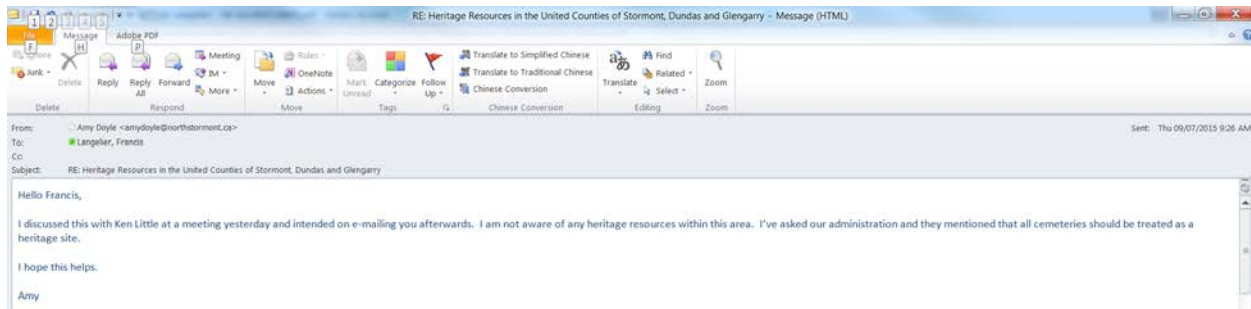 RE: Heritage Resources in the United Counties of Stormont, Dundas and Glengarry - Message (HTML)
1 2 3 4 5
File Message Adobe PDF
F H P
Ignore
Junk
Delete
Reply
Reply All
Forward
Meeting
IM
More
Move
Rules
OneNote
Actions
Mark Unread
Categorize
Follow Up
Translate to Simplified Chinese
Translate to Traditional Chinese
Chinese Conversion
Translate
Find
Related
Select
Zoom
Delete Respond Move Tags Chinese Conversion Editing Zoom
From: Amy Doyle <amydoyle@northstormont.ca> Sent: Thu 09/07/2015 9:26 AM
To: Langelier, Francis
Cc:
Subject: RE: Heritage Resources in the United Counties of Stormont, Dundas and Glengarry
Hello Francis,
I discussed this with Ken Little at a meeting yesterday and intended on e-mailing you afterwards. I am not aware of any heritage resources within this area. I've asked our administration and they mentioned that all cemeteries should be treated as a
heritage site.
I hope this helps.
Amy